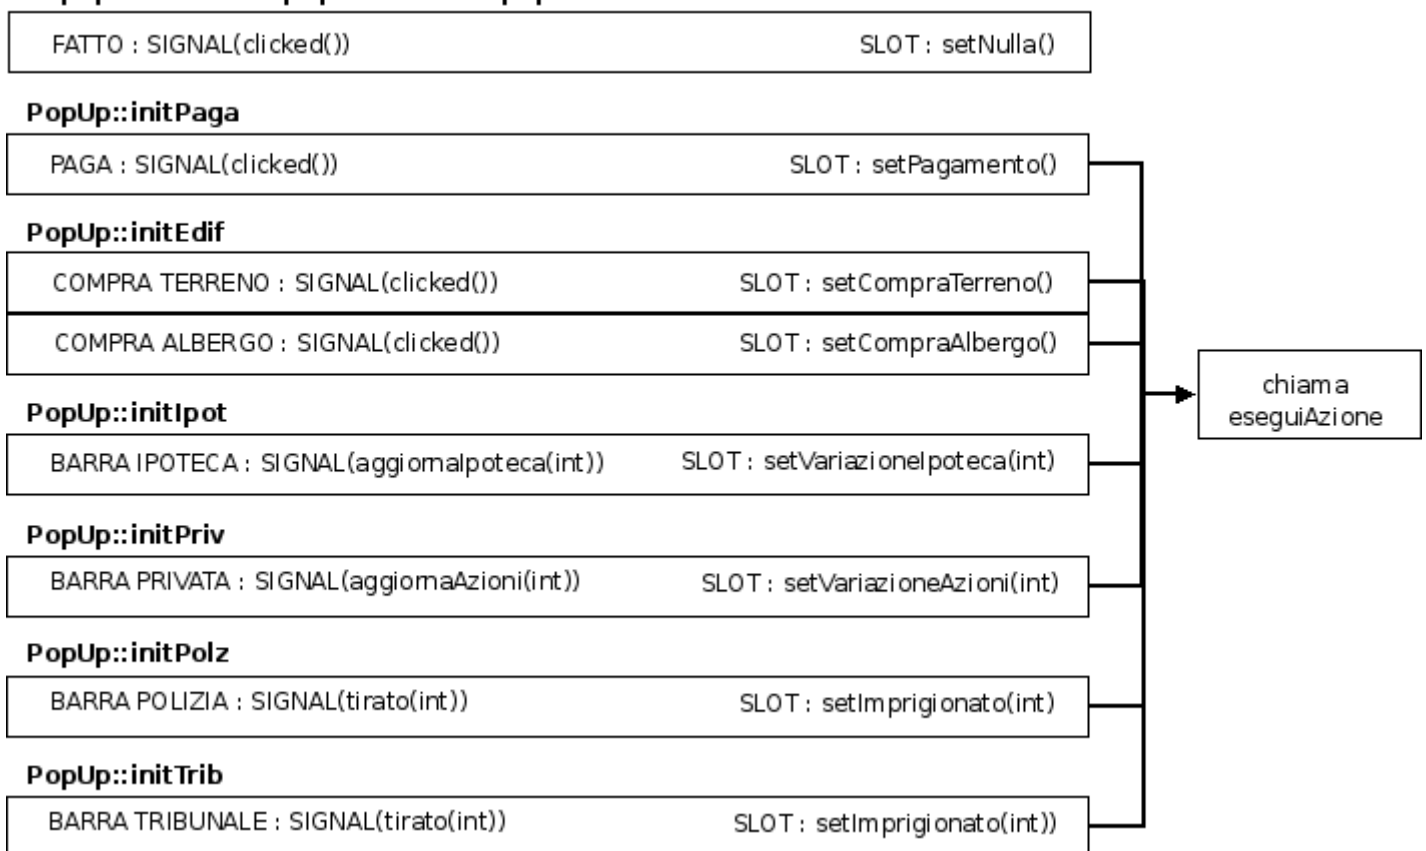 FATTO : SIGNAL(clicked()) SLOT : setNulla()
PopUp::initPaga
PAGA : SIGNAL(clicked()) SLOT : setPagamento()
PopUp::initEdif
COMPRA TERRENO : SIGNAL(clicked()) SLOT : setCompraTerreno()
COMPRA ALBERGO : SIGNAL(clicked()) SLOT : setCompraAlbergo()
chiama
eseguiAzione
PopUp::initIpot
BARRA IPOTECA : SIGNAL(aggiornaIpoteca(int)) SLOT : setVariazioneIpoteca(int)
PopUp::initPriv
BARRA PRIVATA : SIGNAL(aggiornaAzioni(int)) SLOT : setVariazioneAzioni(int)
PopUp::initPolz
BARRA POLIZIA : SIGNAL(tirato(int)) SLOT : setImprigionato(int)
PopUp::initTrib
BARRA TRIBUNALE : SIGNAL(tirato(int)) SLOT : setImprigionato(int))